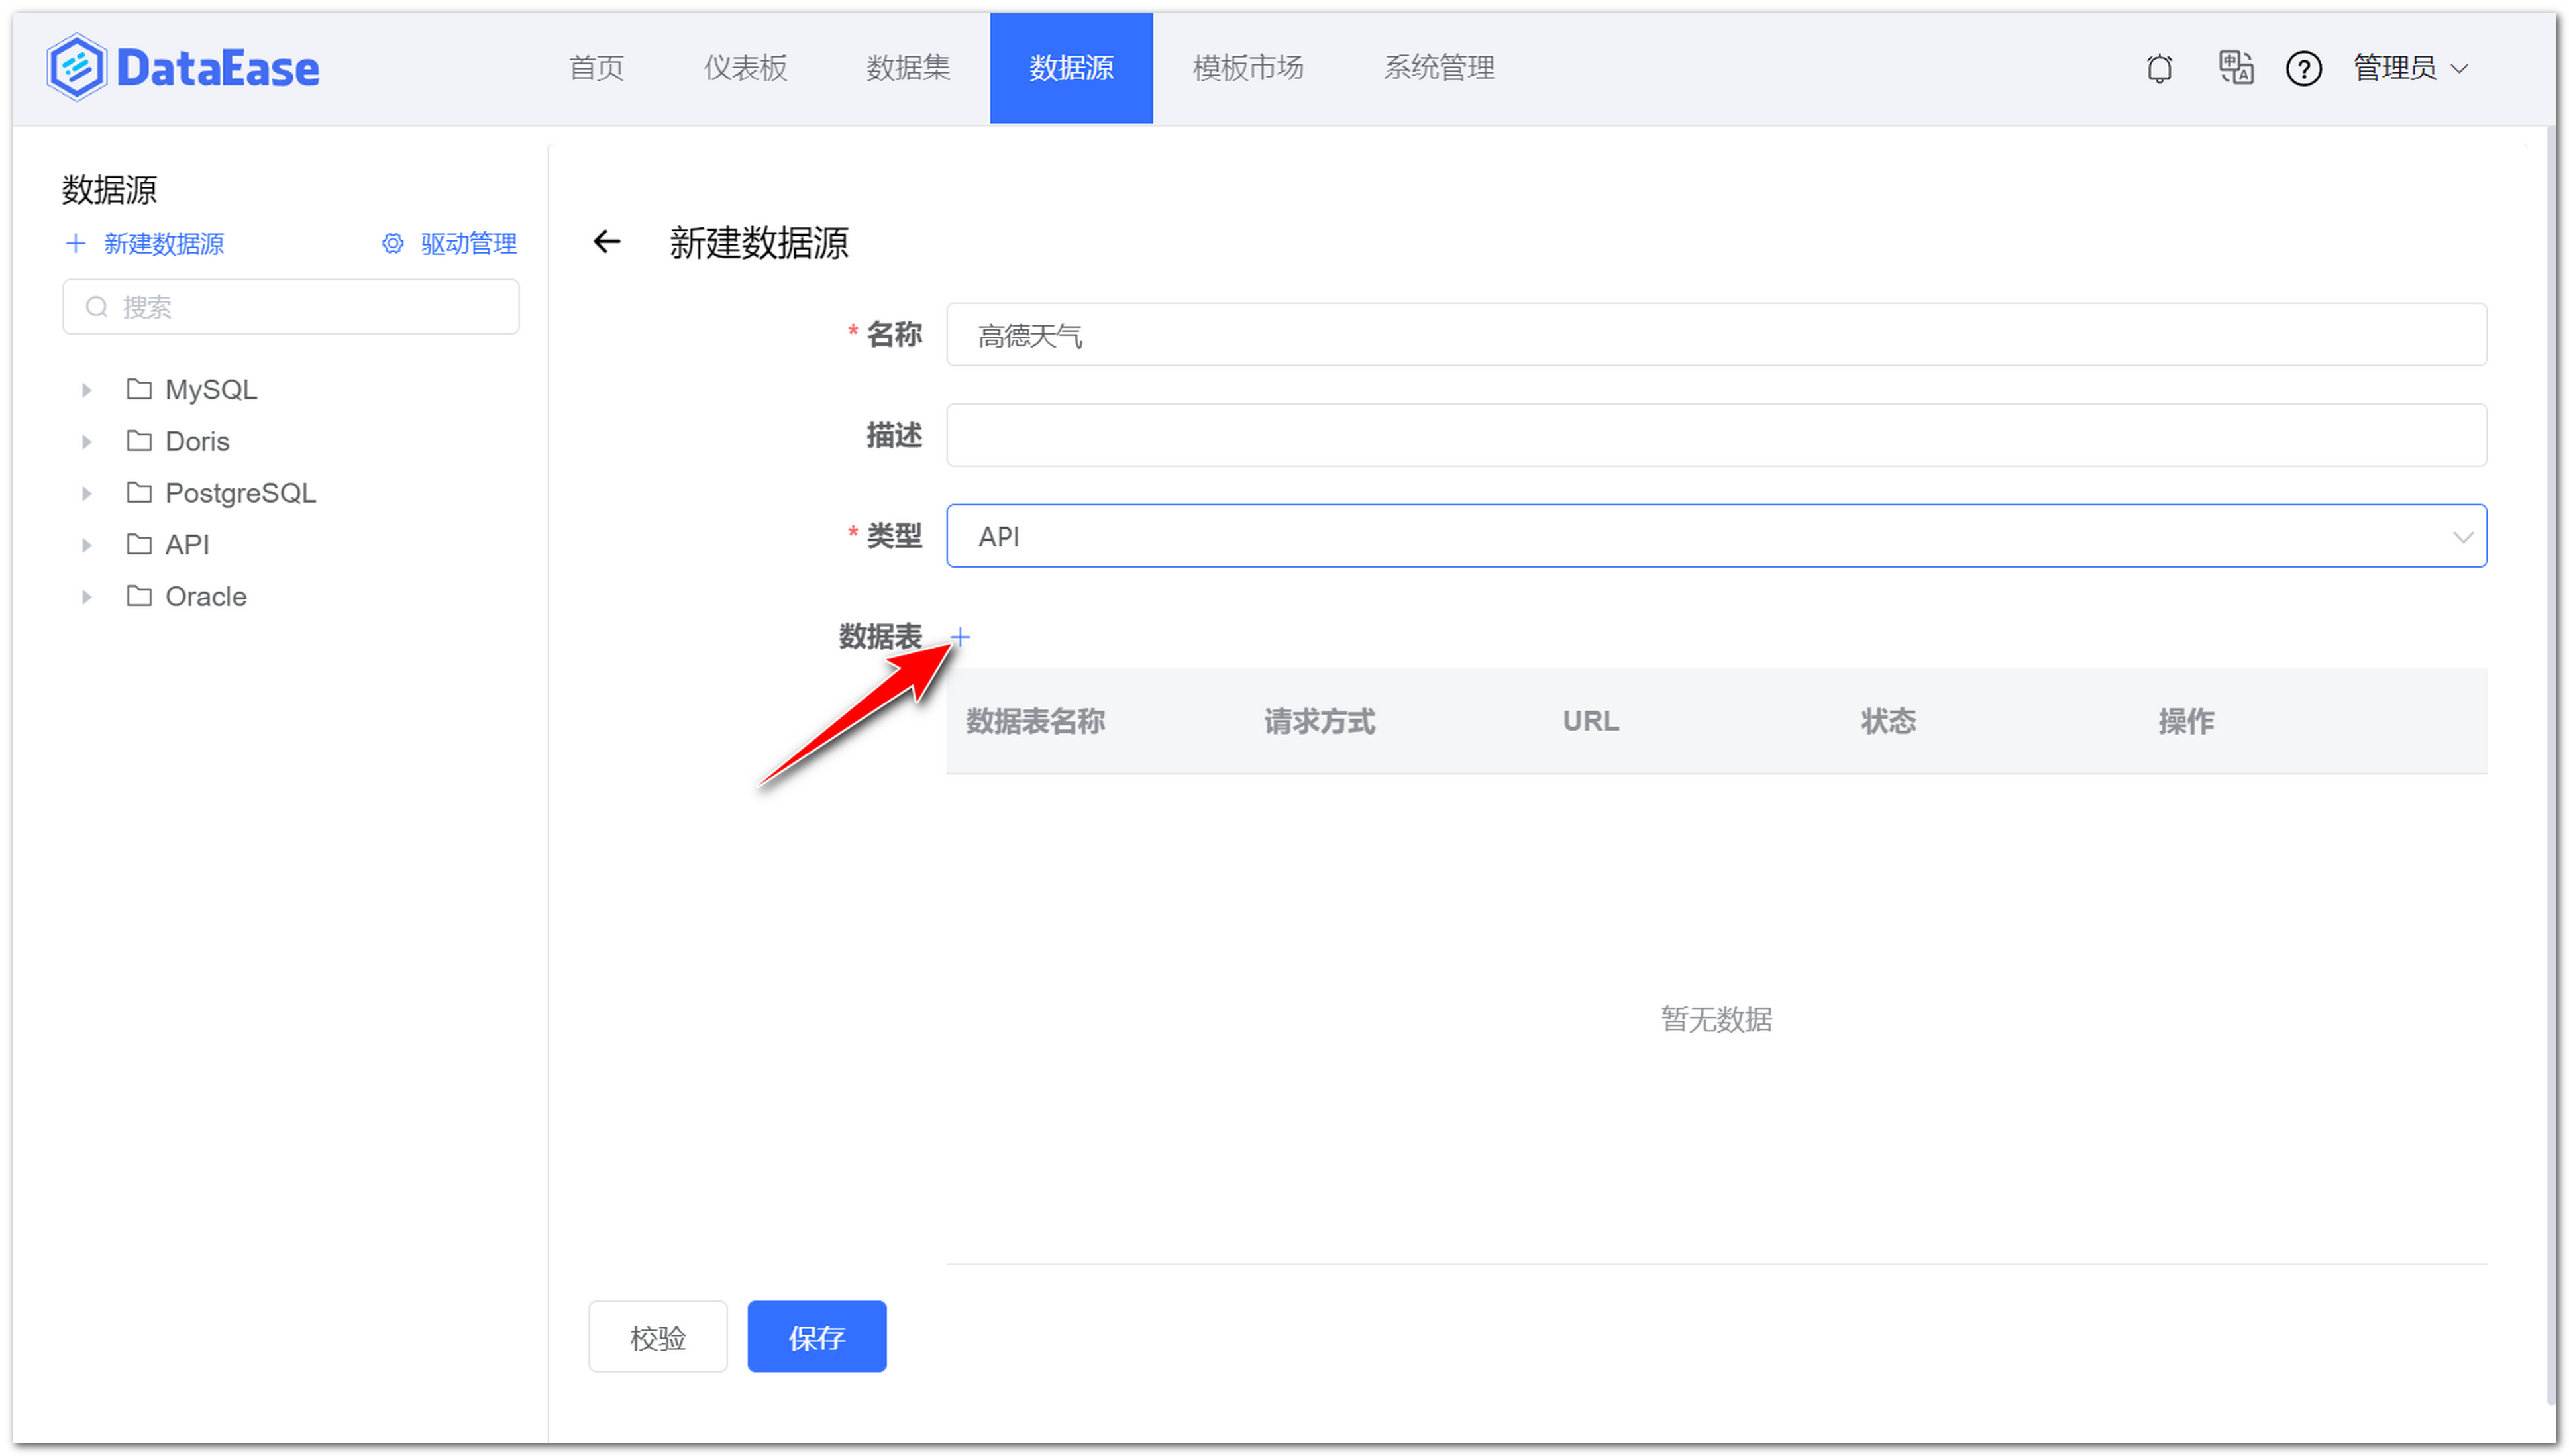 DataEase 首页 仪表板 数据集 数据源 模板市场 系统管理 管理员
数据源
新建数据源 驱动管理
搜索
MySQL
Doris
PostgreSQL
API
Oracle
新建数据源
* 名称 高德天气
描述
* 类型 API
数据表
数据表名称 请求方式 URL 状态 操作
暂无数据
校验 保存